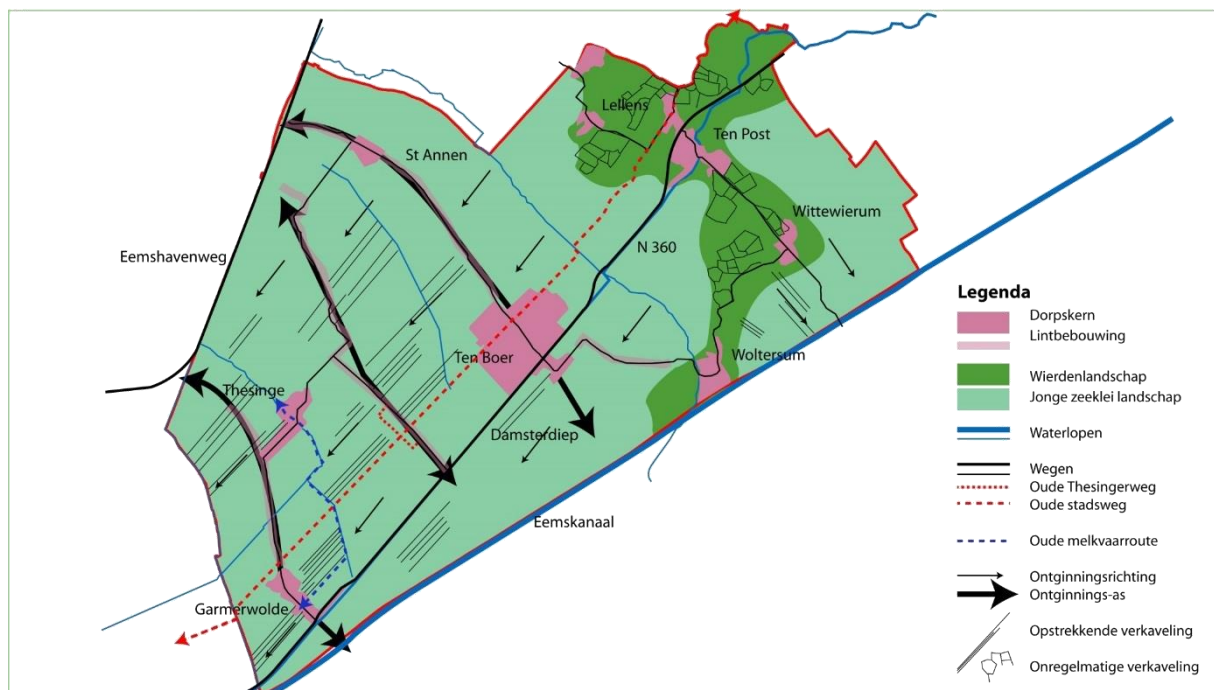 Lellens
Ten Post
St Annen
Wittewierum
N 360
Eemshavenweg
Ten Boer
Woltersum
Thesinge
Damsterdiep
Eemskanaal
Garmerwolde
Legenda
Dorpskern
Lintbebouwing
Wierdenlandschap
Jonge zeeklei landschap
Waterlopen
Wegen
Oude Thesingerweg
Oude stadsweg
Oude melkvaarroute
Ontginningsrichting
Ontginnings-as
Opstrekkende verkaveling
Onregelmatige verkaveling